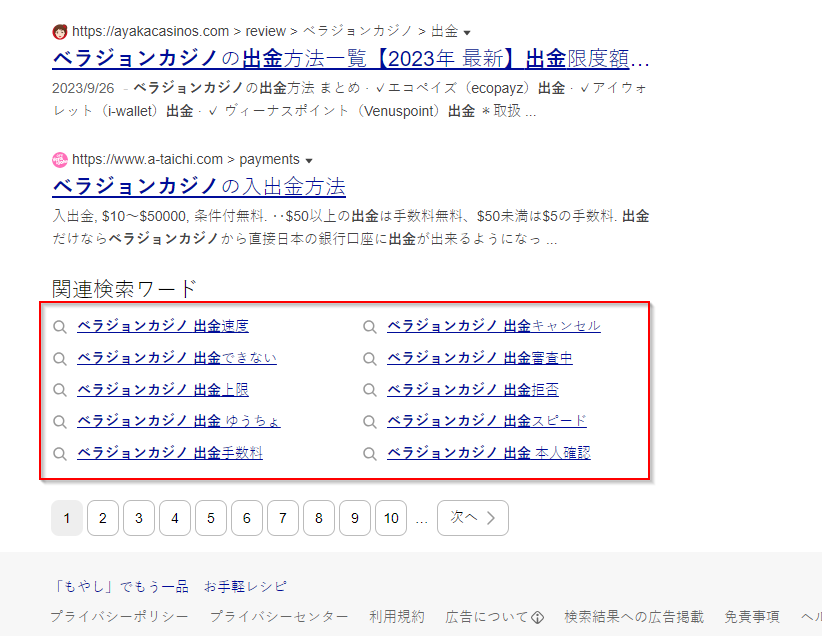 https://ayakacasinos.com > review > ベラジョンカジノ > 出金
ベラジョンカジノの出金方法一覧【2023年 最新】出金限度額…
2023/9/26 - ベラジョンカジノの出金方法 まとめ · ✓エコペイズ（ecopayz）出金 · ✓アイウォ
レット（i-wallet）出金 · ✓ ヴィーナスポイント（Venuspoint）出金 ＊取扱 ...
https://www.a-taichi.com > payments
ベラジョンカジノの入出金方法
入出金, $10～$50000, 条件付無料. ‥$50以上の出金は手数料無料、$50未満は$5の手数料. 出金
だけならベラジョンカジノから直接日本の銀行口座に出金が出来るようになっ ...
関連検索ワード
ベラジョンカジノ 出金速度
ベラジョンカジノ 出金キャンセル
ベラジョンカジノ 出金できない
ベラジョンカジノ 出金審査中
ベラジョンカジノ 出金上限
ベラジョンカジノ 出金拒否
ベラジョンカジノ 出金 ゆうちょ
ベラジョンカジノ 出金スピード
ベラジョンカジノ 出金手数料
ベラジョンカジノ 出金 本人確認
1 2 3 4 5 6 7 8 9 10 … 次へ
「もやし」でもう一品 お手軽レシピ
プライバシーポリシー プライバシーセンター 利用規約 広告について 検索結果への広告掲載 免責事項 ヘル